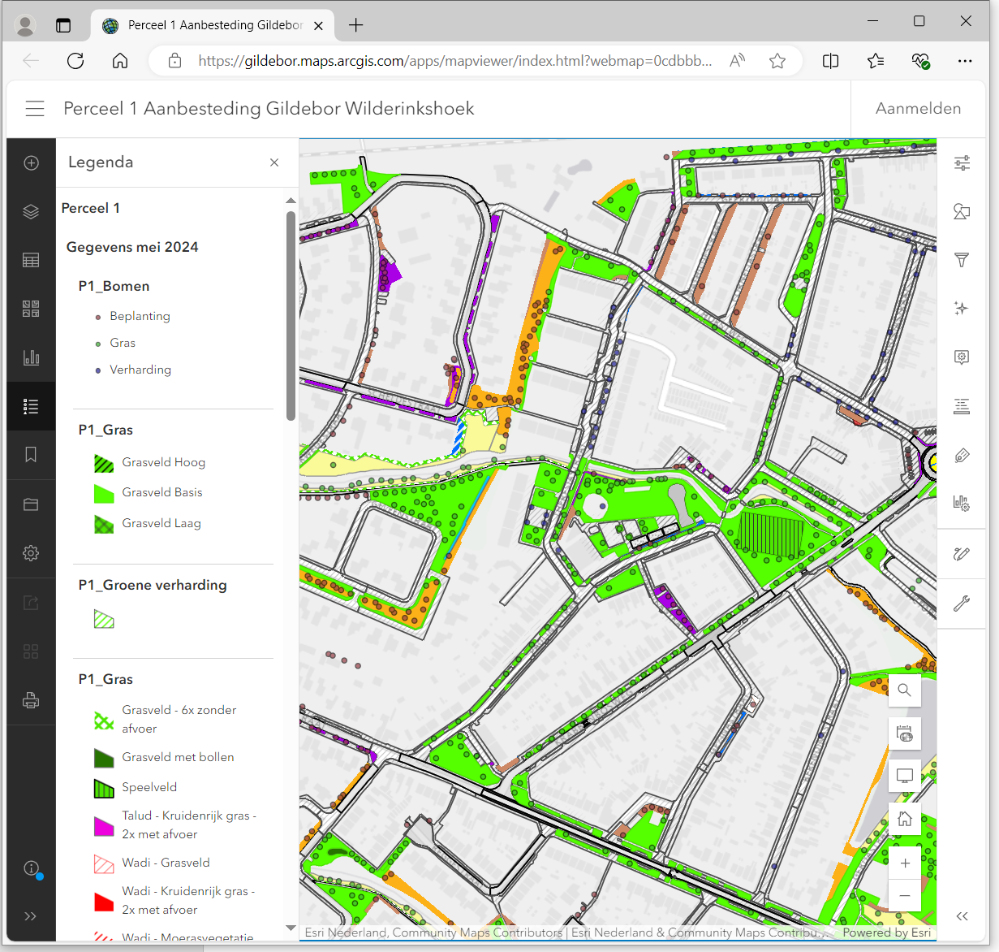 Perceel 1 Aanbesteding Gildebor
https://gildebor.maps.arcgis.com/apps/mapviewer/index.html?webmap=0cdbbb...
Perceel 1 Aanbesteding Gildebor Wilderinkshoek
Aanmelden
Legenda
Perceel 1
Gegevens mei 2024
P1_Bomen
Beplanting
Gras
Verharding
P1_Gras
Grasveld Hoog
Grasveld Basis
Grasveld Laag
P1_Groene verharding
P1_Gras
Grasveld - 6x zonder
afvoer
Grasveld met bollen
Speelveld
Talud - Kruidenrijk gras -
2x met afvoer
Wadi - Grasveld
Wadi - Kruidenrijk gras -
2x met afvoer
Wadi - Moerasvegetatie
Esri Nederland, Community Maps Contributors | Esri Nederland & Community Maps Contribu... Powered by Esri